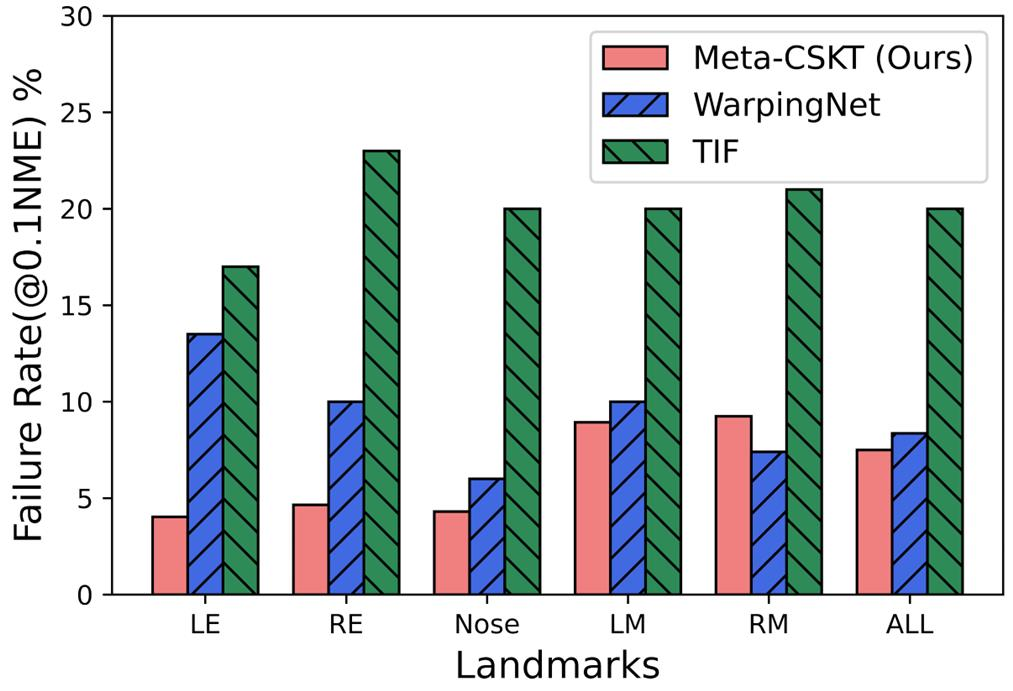 Failure Rate(@0.1NME) %
30
25
20
15
10
5
0
Meta-CSKT (Ours)
WarpingNet
TIF
LE RE Nose LM RM ALL
Landmarks